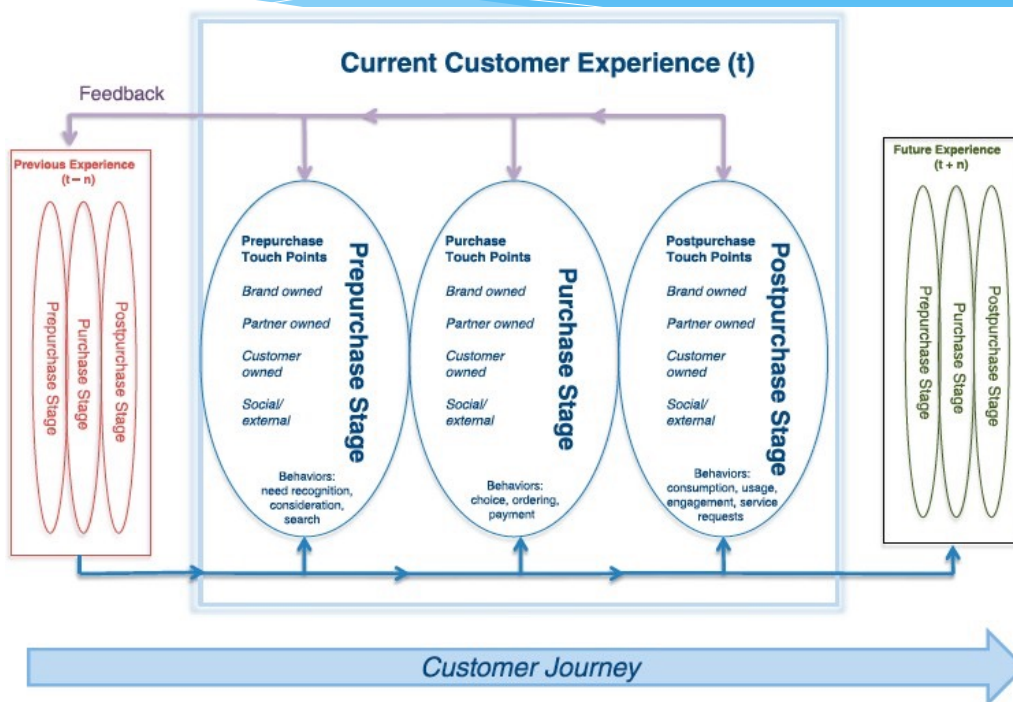 Current Customer Experience (t)
Feedback
Previous Experience
(t – n)
Prepurchase Stage
Purchase Stage
Postpurchase Stage
Prepurchase
Touch Points
Brand owned
Partner owned
Customer
owned
Social/
external
Prepurchase Stage
Behaviors:
need recognition,
consideration,
search
Purchase
Touch Points
Brand owned
Partner owned
Customer
owned
Social/
external
Purchase Stage
Behaviors:
choice, ordering,
payment
Postpurchase
Touch Points
Brand owned
Partner owned
Customer
owned
Social/
external
Postpurchase Stage
Behaviors:
consumption, usage,
engagement, service
requests
Future Experience
(t + n)
Prepurchase Stage
Purchase Stage
Postpurchase Stage
Customer Journey